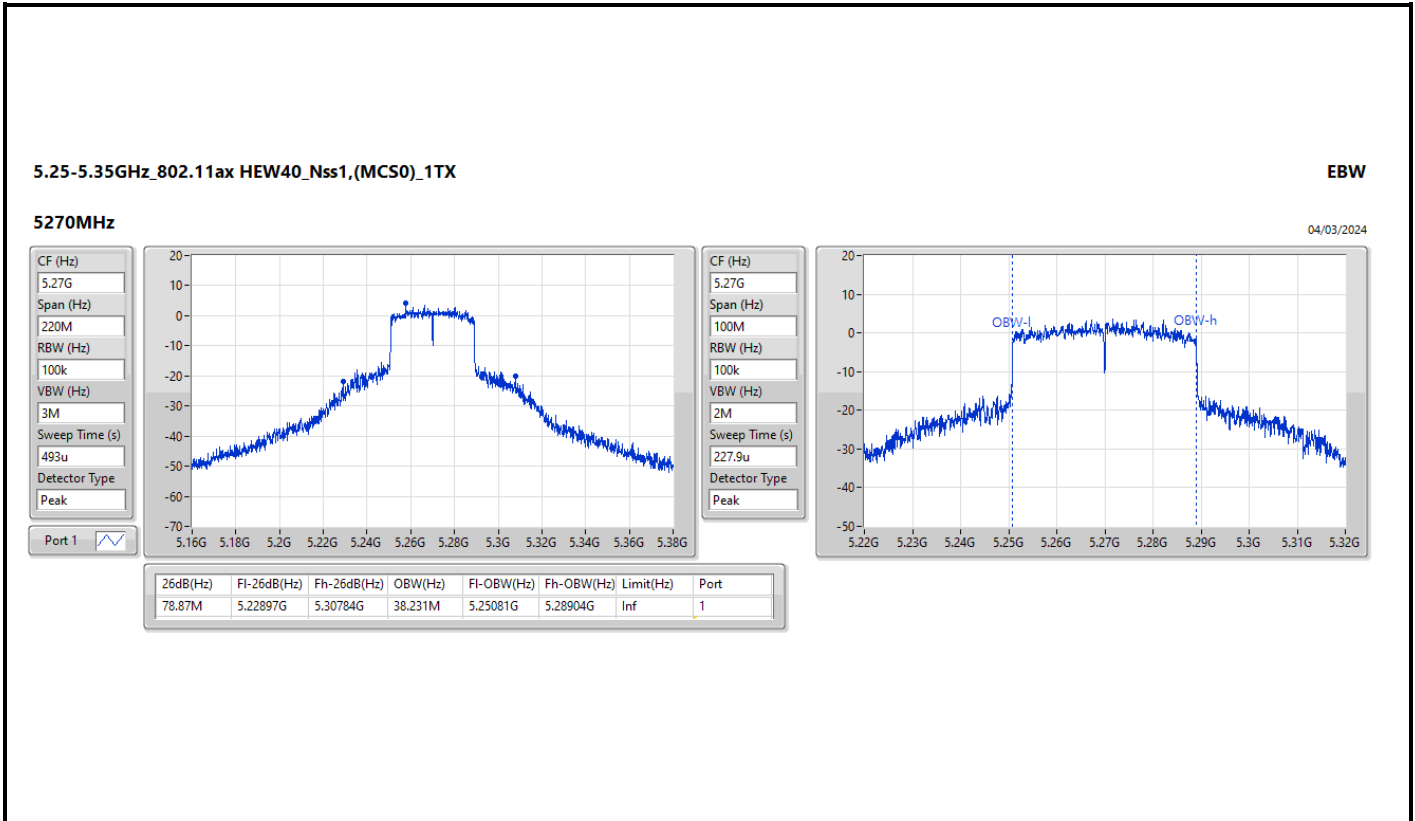 5.25-5.35GHz_802.11ax HEW40_Nss1,(MCS0)_1TX
EBW
5270MHz
04/03/2024
CF (Hz)
5.27G
Span (Hz)
220M
RBW (Hz)
100k
VBW (Hz)
3M
Sweep Time (s)
493u
Detector Type
Peak
Port 1
20
10
0
-10
-20
-30
-40
-50
-60
-70
5.16G 5.18G 5.2G 5.22G 5.24G 5.26G 5.28G 5.3G 5.32G 5.34G 5.36G 5.38G
CF (Hz)
5.27G
Span (Hz)
100M
RBW (Hz)
100k
VBW (Hz)
2M
Sweep Time (s)
227.9u
Detector Type
Peak
20
10
0
-10
-20
-30
-40
-50
OBW-l OBW-h
5.22G 5.23G 5.24G 5.25G 5.26G 5.27G 5.28G 5.29G 5.3G 5.31G 5.32G
26dB(Hz) Fl-26dB(Hz) Fh-26dB(Hz) OBW(Hz) Fl-OBW(Hz) Fh-OBW(Hz) Limit(Hz) Port
78.87M 5.22897G 5.30784G 38.231M 5.25081G 5.28904G Inf 1